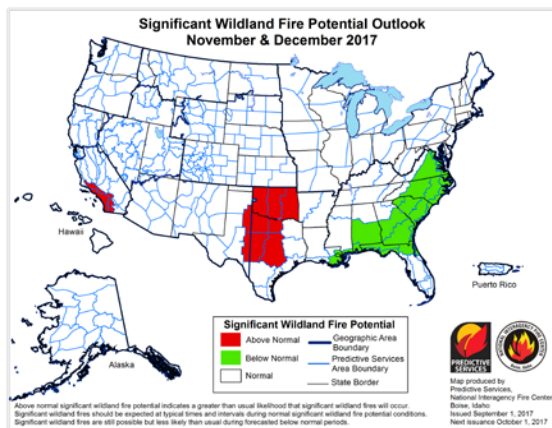 Significant Wildland Fire Potential Outlook
November & December 2017
Hawaii
Alaska
Puerto Rico
Significant Wildland Fire Potential
Above Normal
Below Normal
Normal
Geographic Area
Boundary
Predictive Services
Area Boundary
State Border
PREDICTIVE
SERVICES
NATIONAL INTERAGENCY FIRE CENTER
Map produced by
Predictive Services,
National Interagency Fire Center
Boise, Idaho
Issued September 1, 2017
Next issuance October 1, 2017
Above normal significant wildland fire potential indicates a greater than usual likelihood that significant wildland fires will occur.
Significant wildland fires should be expected at typical times and intervals during normal significant wildland fire potential conditions.
Significant wildland fires are still possible but less likely than usual during forecasted below normal periods.